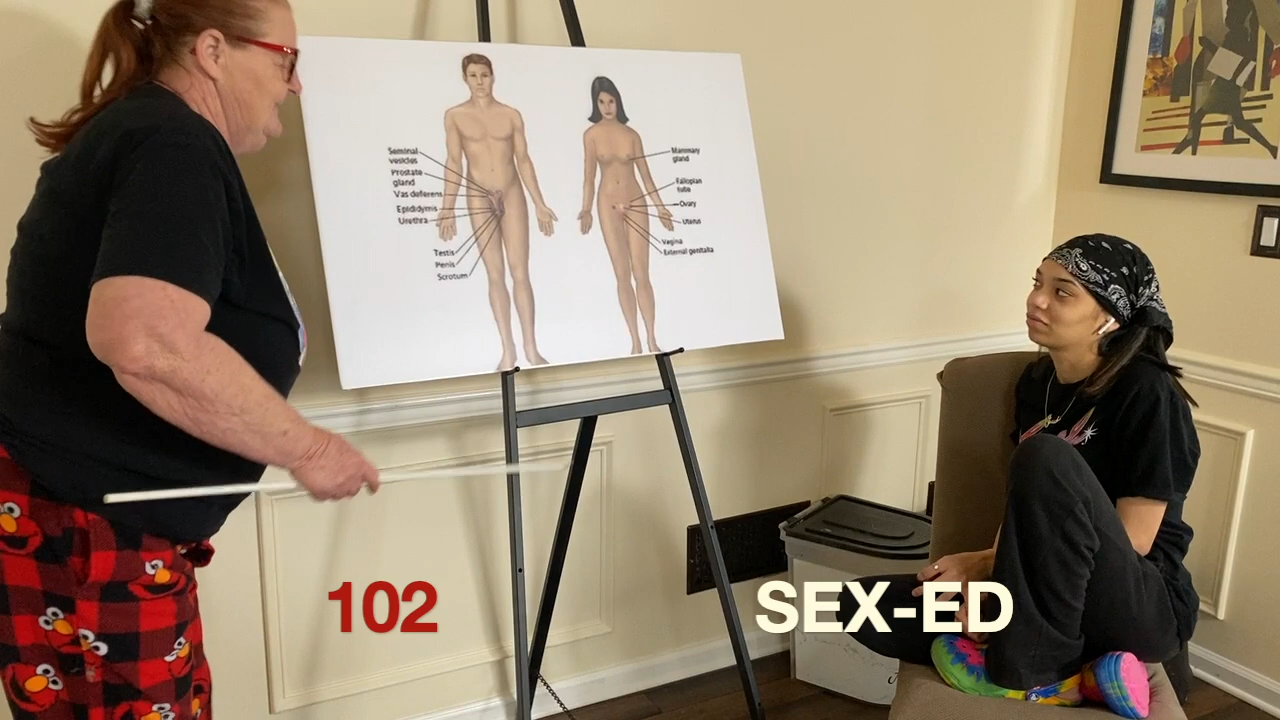 Seminal
vesicles
Prostate
gland
Vas deferens
Epididymis
Urethra
Testis
Penis
Scrotum
Mammary
gland
Fallopian
tube
Ovary
Uterus
Vagina
External genitalia
102
SEX-ED